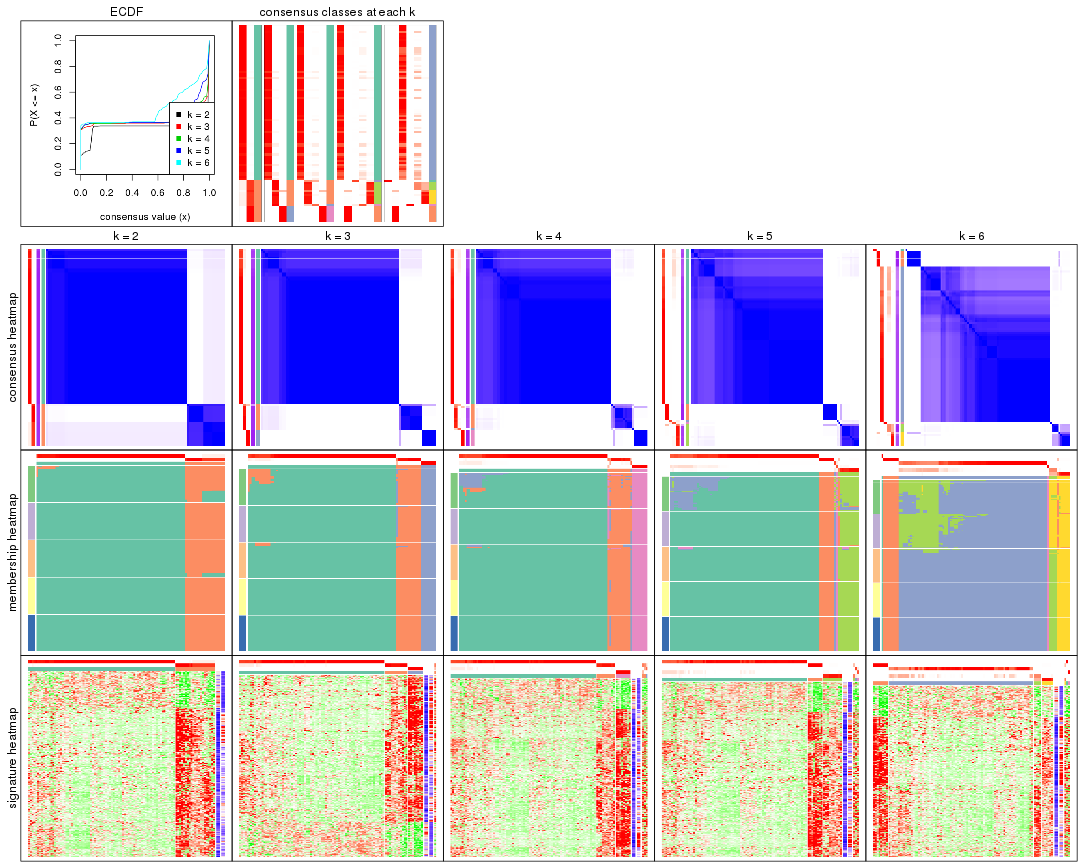 ECDF
consensus classes at each k
P(X <= x)
1.0
0.8
0.6
0.4
0.2
0.0
k = 2
k = 3
k = 4
k = 5
k = 6
0.0 0.2 0.4 0.6 0.8 1.0
consensus value (x)
k = 2
k = 3
k = 4
k = 5
k = 6
consensus heatmap
membership heatmap
signature heatmap